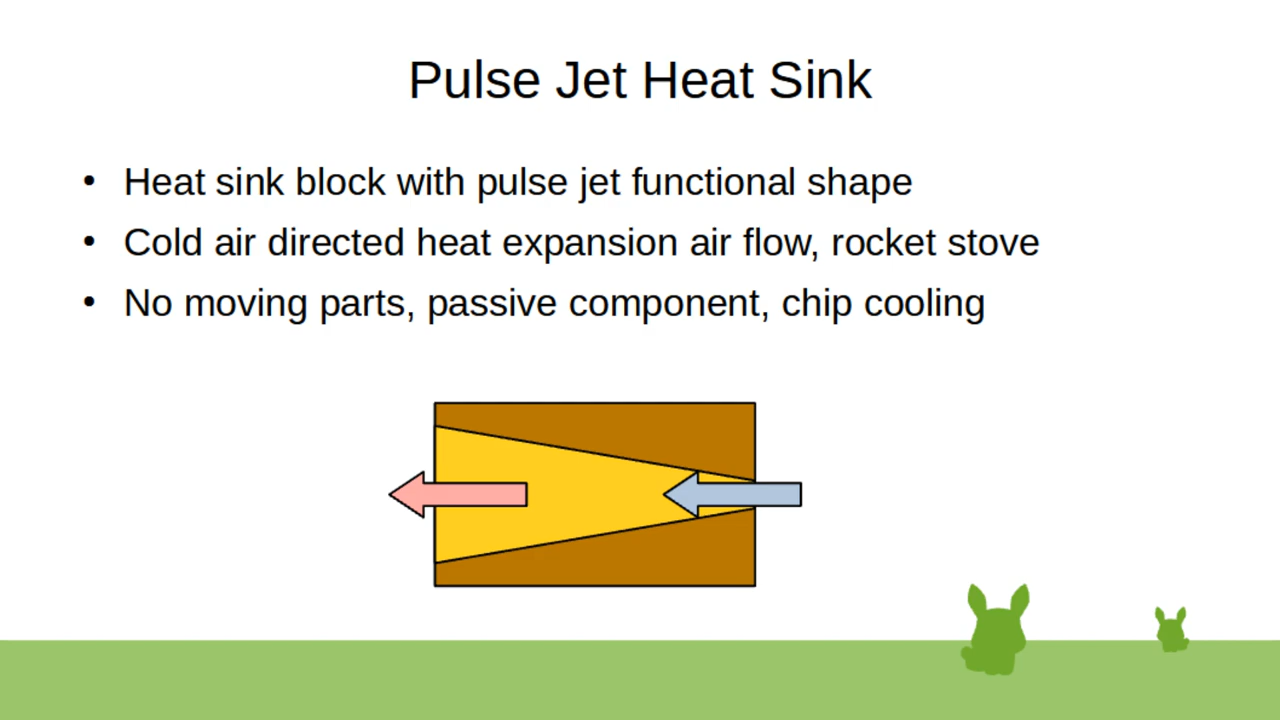 Pulse Jet Heat Sink
• Heat sink block with pulse jet functional shape
• Cold air directed heat expansion air flow, rocket stove
• No moving parts, passive component, chip cooling